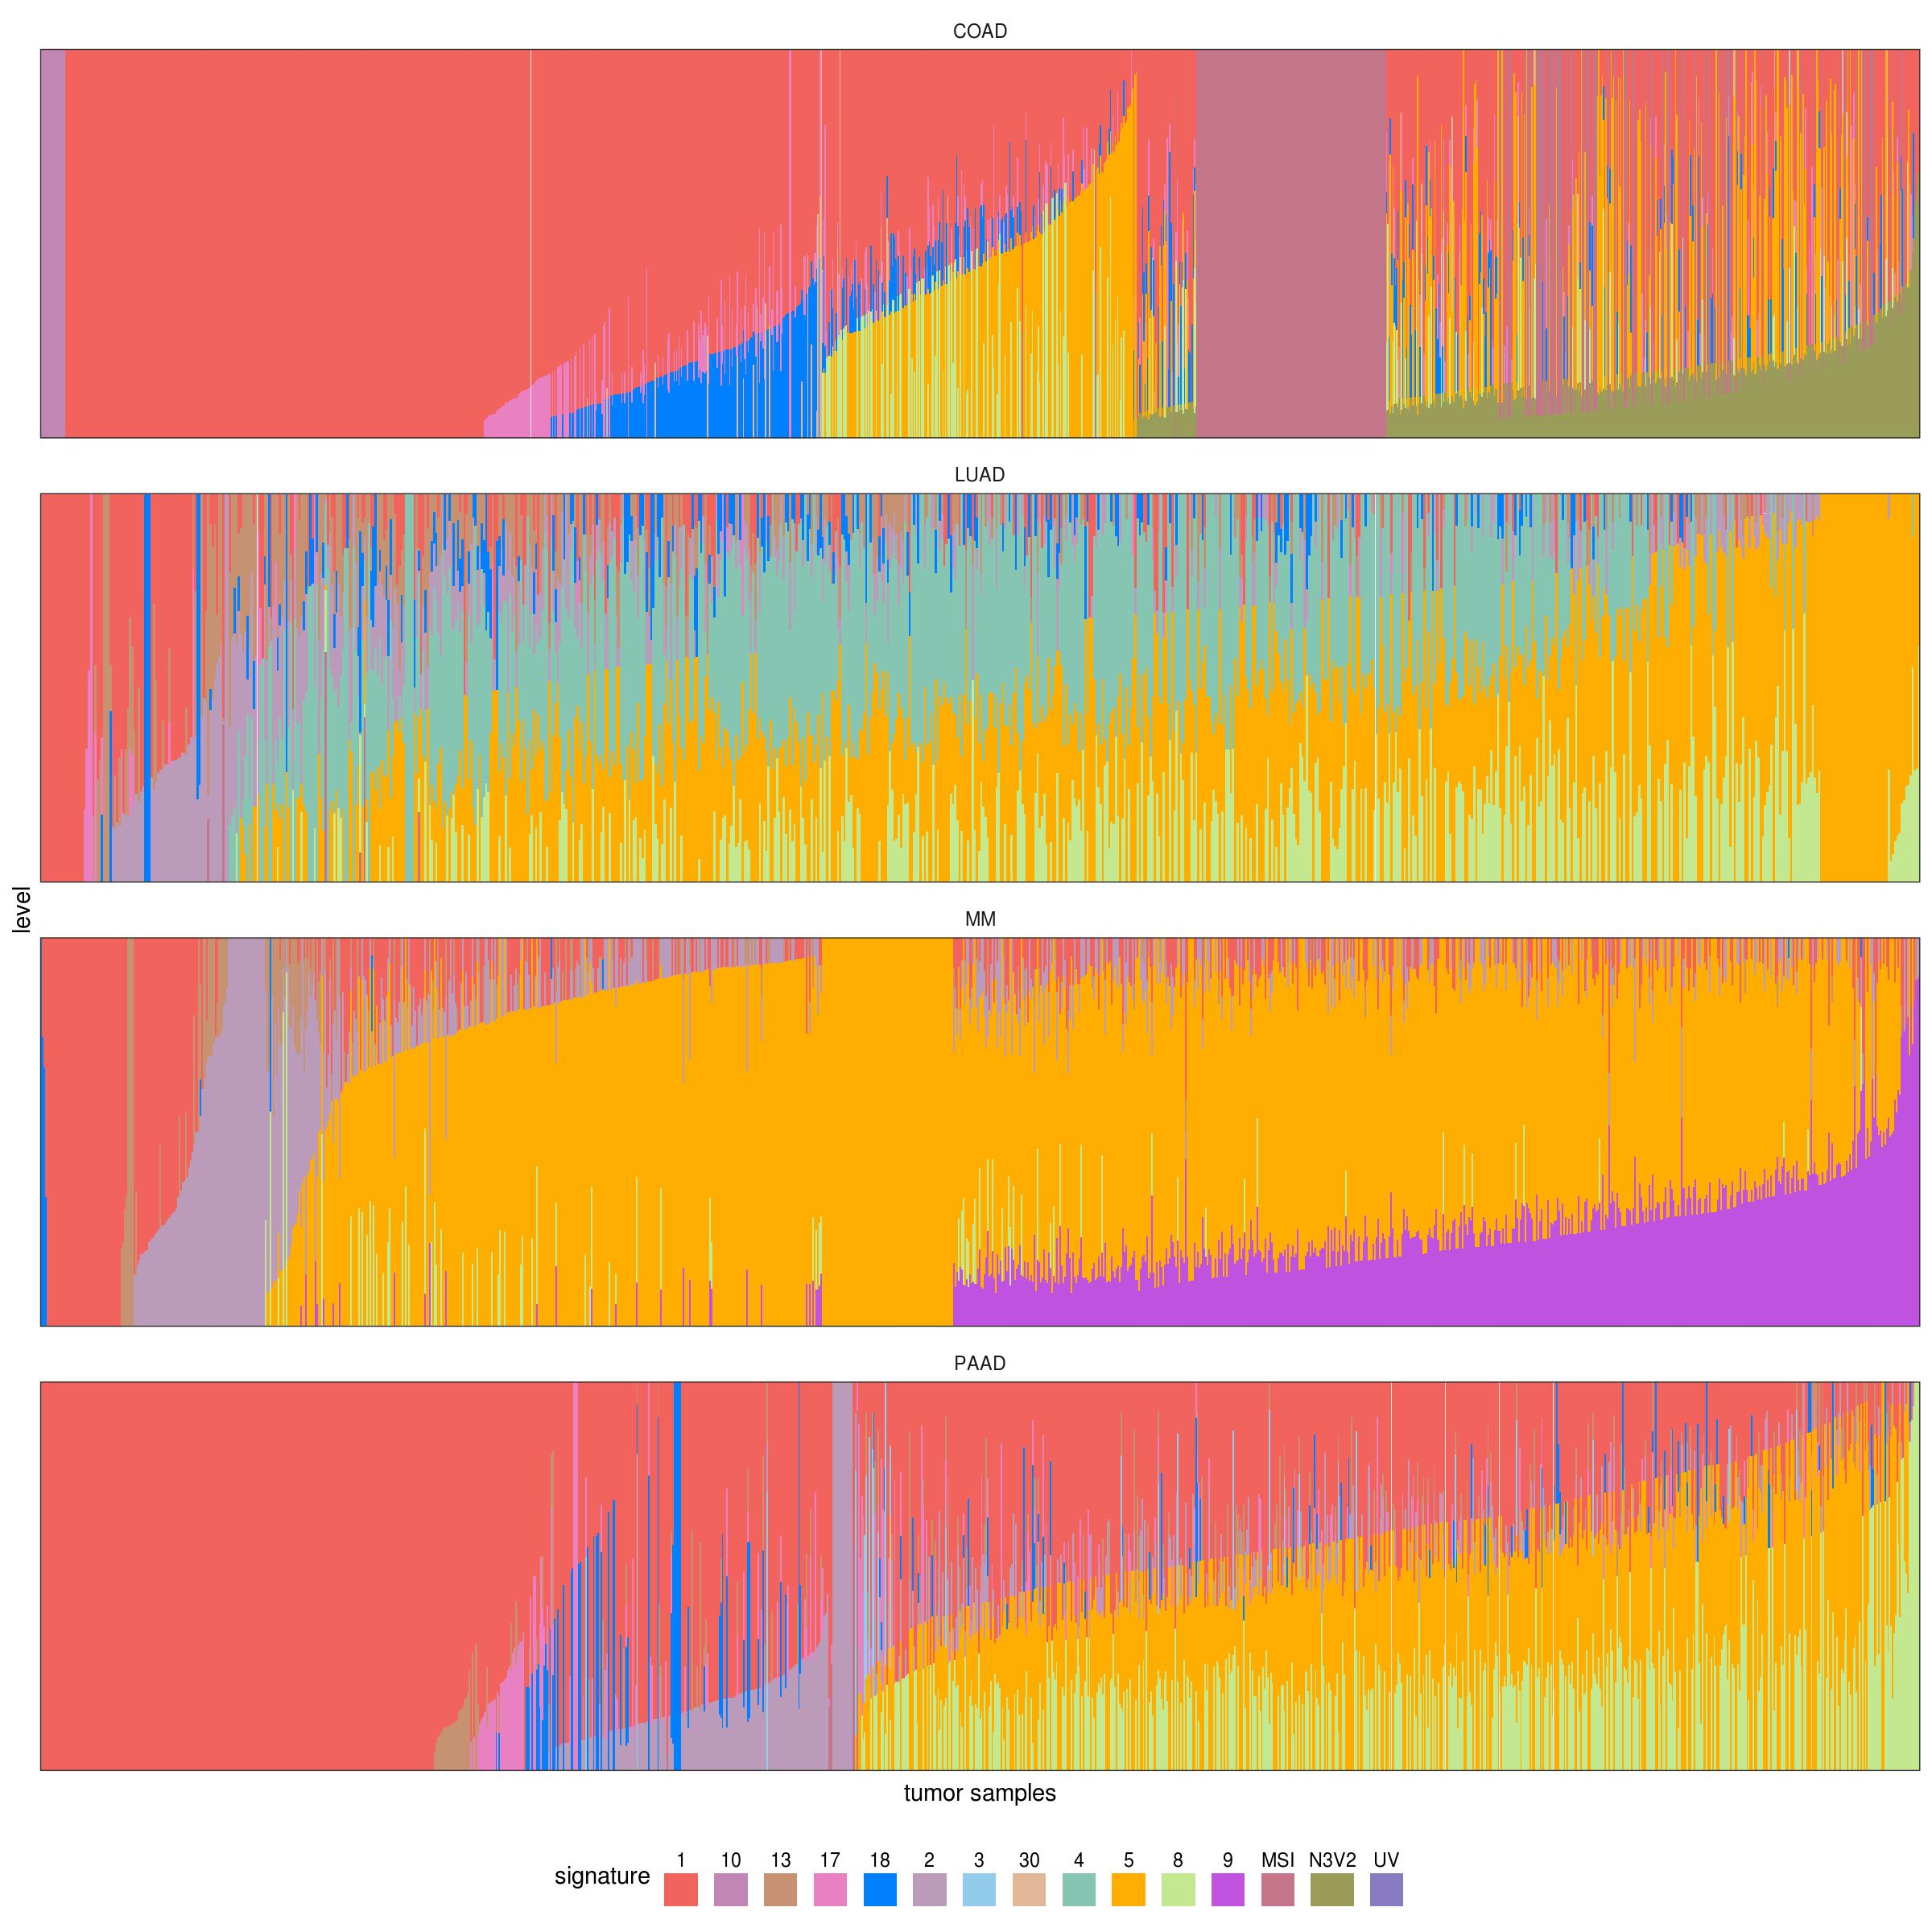 COAD
LUAD
level
MM
PAAD
tumor samples
signature 1 10 13 17 18 2 3 30 4 5 8 9 MSI N3V2 UV